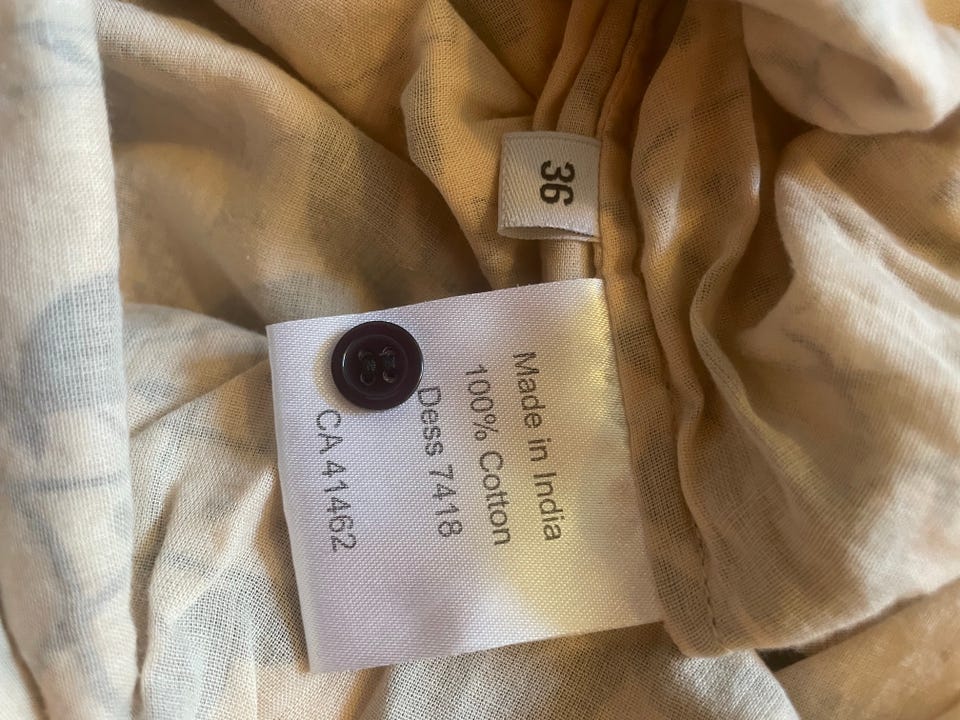 36
Made in India
100% Cotton
Dess 7418
CA 41462